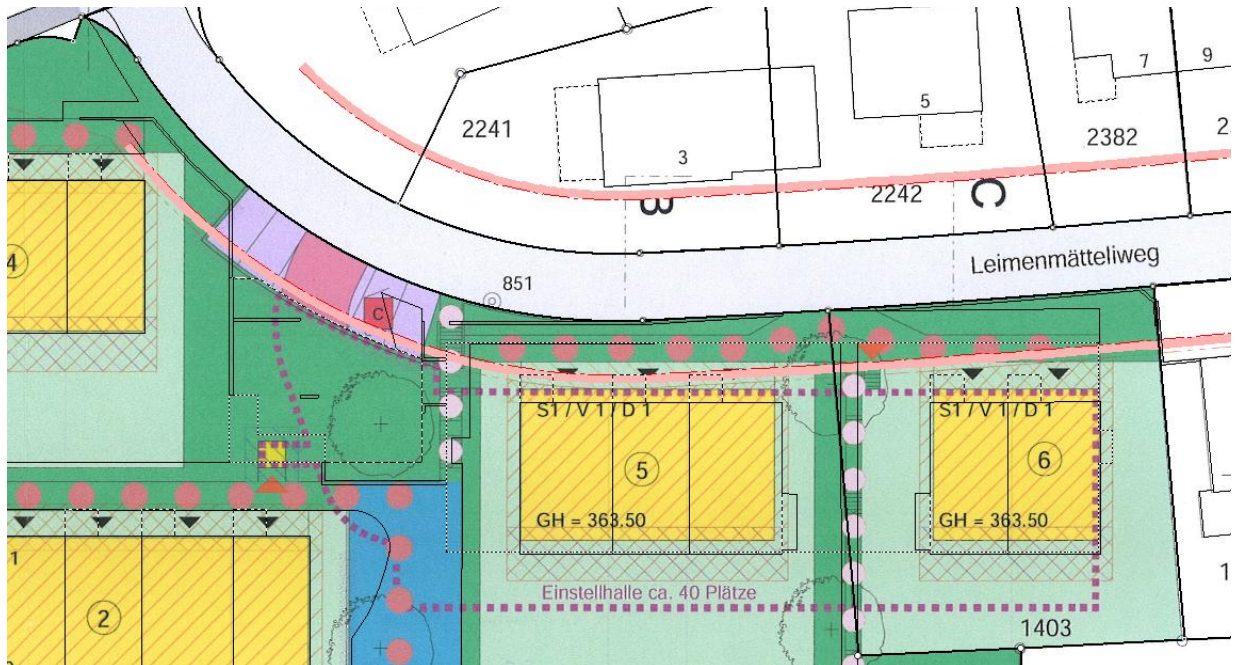 7
9
5
2241
3
2382
2242
B
C
Leimenmätteliweg
851
4
C
S1 / V 1 / D 1
S1 / V 1 / D 1
5
6
GH = 363.50
GH = 363.50
1
Einstellhalle ca. 40 Plätze
2
1403